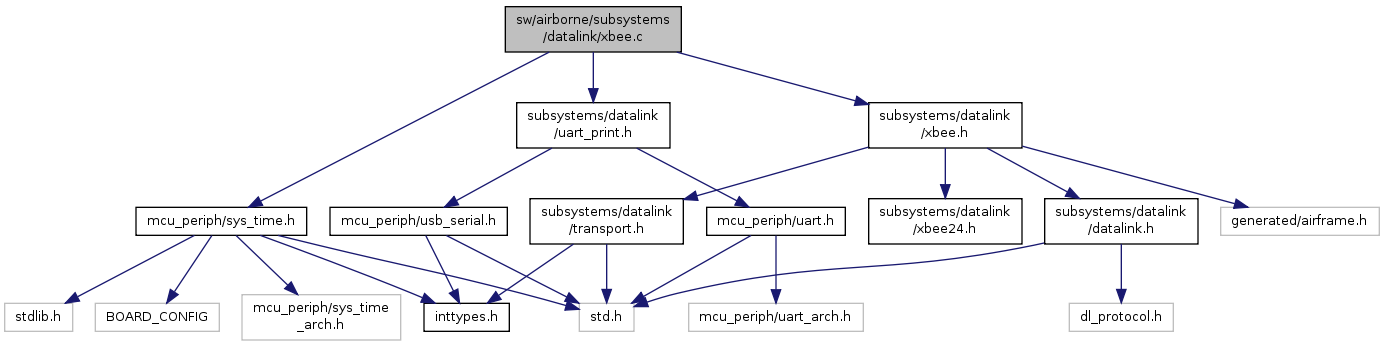 sw/airborne/subsystems
/datalink/xbee.c
subsystems/datalink
/uart_print.h
subsystems/datalink
/xbee.h
mcu_periph/sys_time.h
mcu_periph/usb_serial.h
subsystems/datalink
/transport.h
mcu_periph/uart.h
subsystems/datalink
/xbee24.h
subsystems/datalink
/datalink.h
generated/airframe.h
stdlib.h
BOARD_CONFIG
mcu_periph/sys_time
_arch.h
inttypes.h
std.h
mcu_periph/uart_arch.h
dl_protocol.h